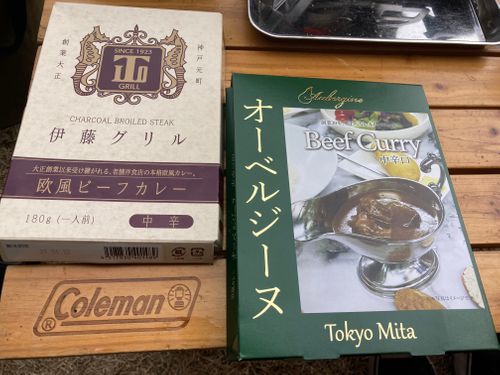 創業大正
神戸元町
SINCE 1923
ITO
GRILL
CHARCOAL BROILED STEAK
伊藤グリル
大正創業以来受け継がれる、老舗洋食店の本格欧風カレー。
欧風ビーフカレー
180g（一人前）
中辛
Coleman
®
Aubergine
オーベルジーヌ
Beef Curry
中辛口
Tokyo Mita